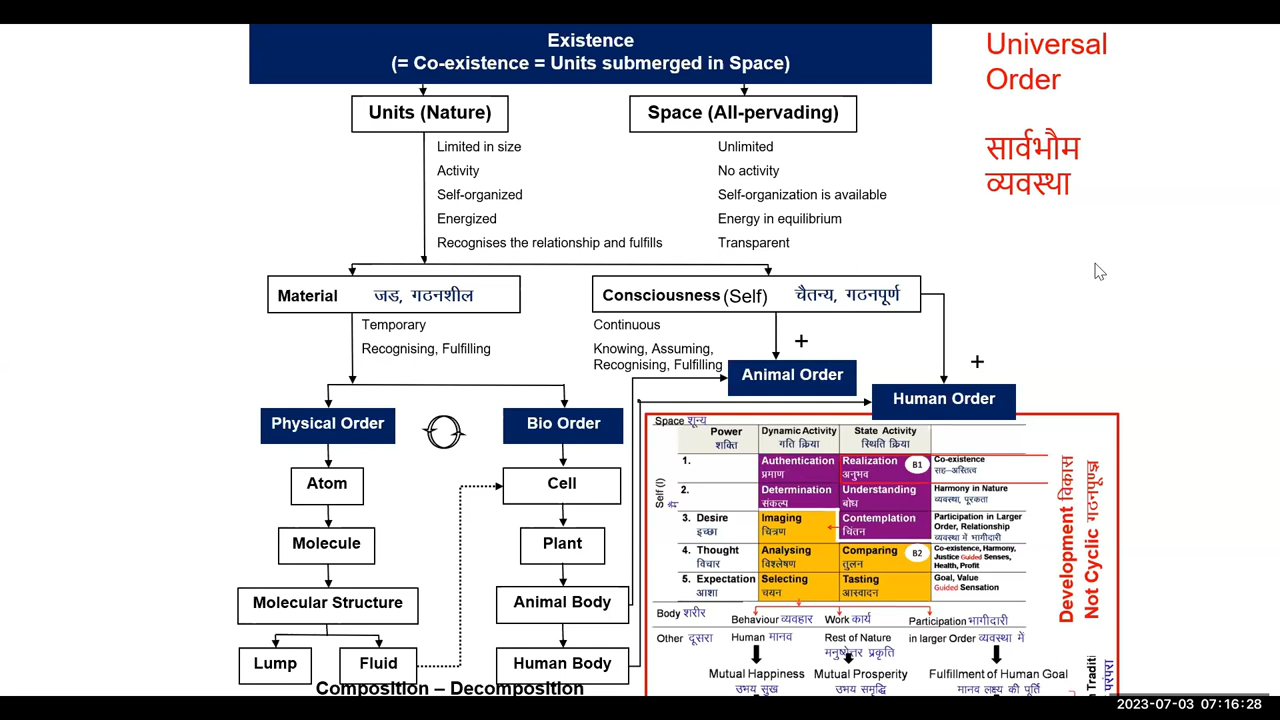 Existence
(= Co-existence = Units submerged in Space)
Universal
Order
सार्वभौम
व्यवस्था
Units (Nature)
Space (All-pervading)
Limited in size
Activity
Self-organized
Energized
Recognises the relationship and fulfills
Unlimited
No activity
Self-organization is available
Energy in equilibrium
Transparent
Material जड, गठनशील
Consciousness (Self) चैतन्य, गठनपूर्ण
Temporary
Recognising, Fulfilling
Continuous
Knowing, Assuming,
Recognising, Fulfilling
+
+
Animal Order
Human Order
Physical Order
Bio Order
Atom
Cell
Molecule
Plant
Molecular Structure
Animal Body
Lump
Fluid
Human Body
Composition – Decomposition
Space शून्य
Power Dynamic Activity State Activity
शक्ति गति क्रिया स्थिति क्रिया
Self (I)
मैं
1. Authentication Realization B1 Co-existence
प्रमाण अनुभव सह-अस्तित्व
2. Determination Understanding Harmony in Nature
संकल्प बोध व्यवस्था, पूरकता
3. Desire Imaging Contemplation Participation in Larger
Order, Relationship
इच्छा चित्रण चिंतन व्यवस्था में भागीदारी
4. Thought Analysing Comparing B2 Co-existence, Harmony,
Justice Guided Senses,
विचार विश्लेषण तुलन Health, Profit
5. Expectation Selecting Tasting Goal, Value
आशा चयन आस्वादन Guided Sensation
Body शरीर
Behaviour व्यवहार Work कार्य Participation भागीदारी
Other दूसरा Human मानव Rest of Nature in larger Order व्यवस्था में
मनुष्येत्तर प्रकृति
Mutual Happiness Mutual Prosperity Fulfillment of Human Goal
उभय सुख उभय समृद्धि मानव लक्ष्य की पूर्ति
Development विकास
Not Cyclic गठनपूर्ण
परंपरा
2023-07-03 07:16:28